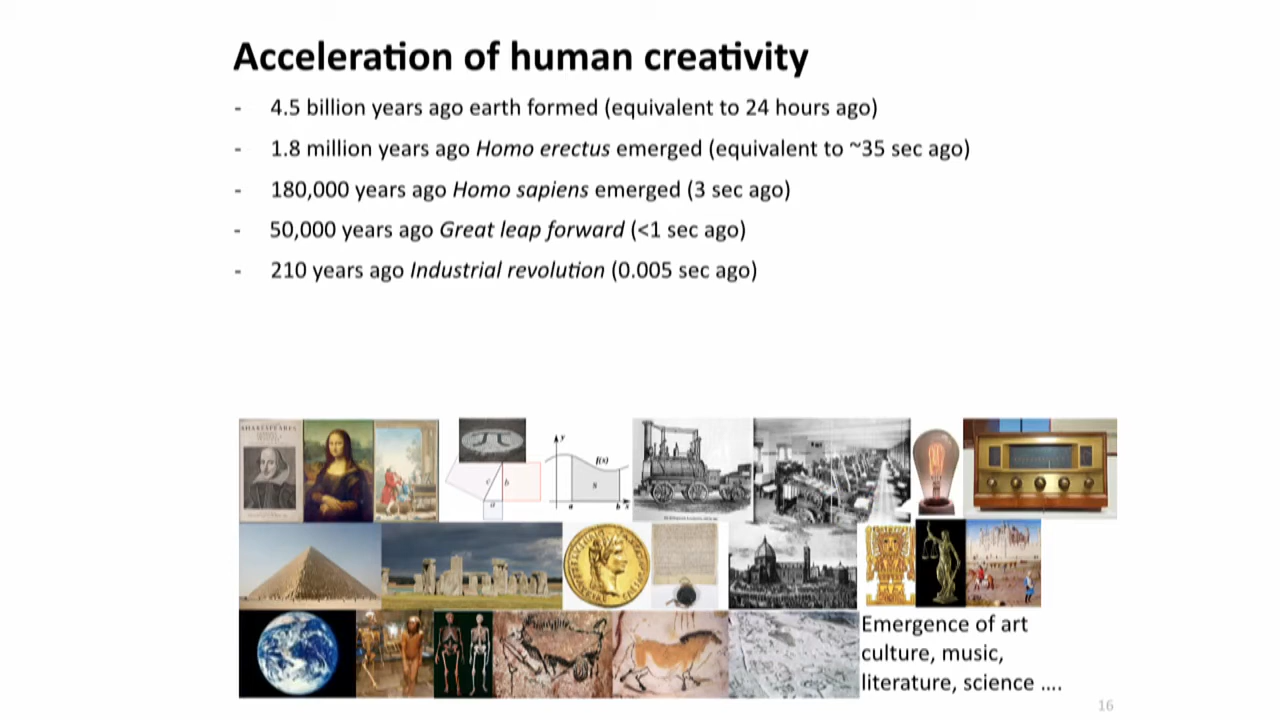 Acceleration of human creativity
- 4.5 billion years ago earth formed (equivalent to 24 hours ago)
- 1.8 million years ago Homo erectus emerged (equivalent to ~35 sec ago)
- 180,000 years ago Homo sapiens emerged (3 sec ago)
- 50,000 years ago Great leap forward (<1 sec ago)
- 210 years ago Industrial revolution (0.005 sec ago)
SHAKESPEARES
c
b
a
y
f(x)
S
a
b
x
Emergence of art
culture, music,
literature, science ....
16